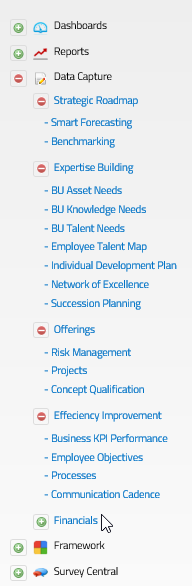 Dashboards
Reports
Data Capture
Strategic Roadmap
- Smart Forecasting
- Benchmarking
Expertise Building
- BU Asset Needs
- BU Knowledge Needs
- BU Talent Needs
- Employee Talent Map
- Individual Development Plan
- Network of Excellence
- Succession Planning
Offerings
- Risk Management
- Projects
- Concept Qualification
Effeciency Improvement
- Business KPI Performance
- Employee Objectives
- Processes
- Communication Cadence
Financials
Framework
Survey Central